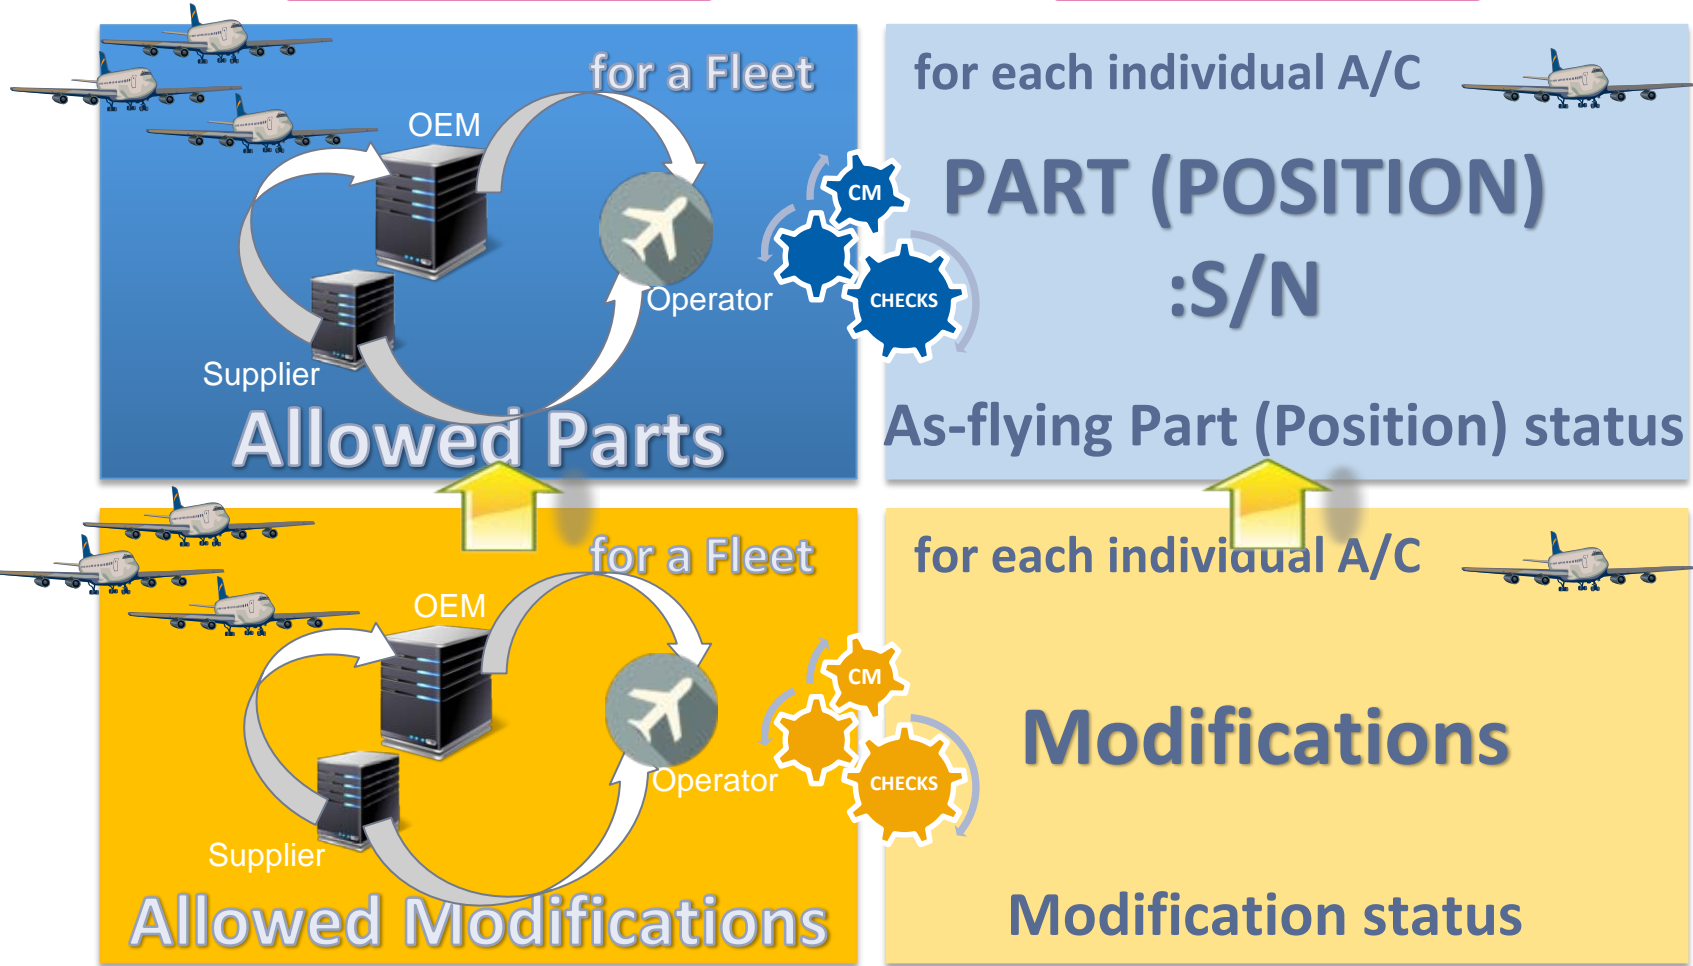 for a Fleet
OEM
Operator
Supplier
Allowed Parts
CM
CHECKS
for each individual A/C
PART (POSITION)
:S/N
As-flying Part (Position) status
for a Fleet
OEM
Operator
Supplier
Allowed Modifications
CM
CHECKS
for each individual A/C
Modifications
Modification status